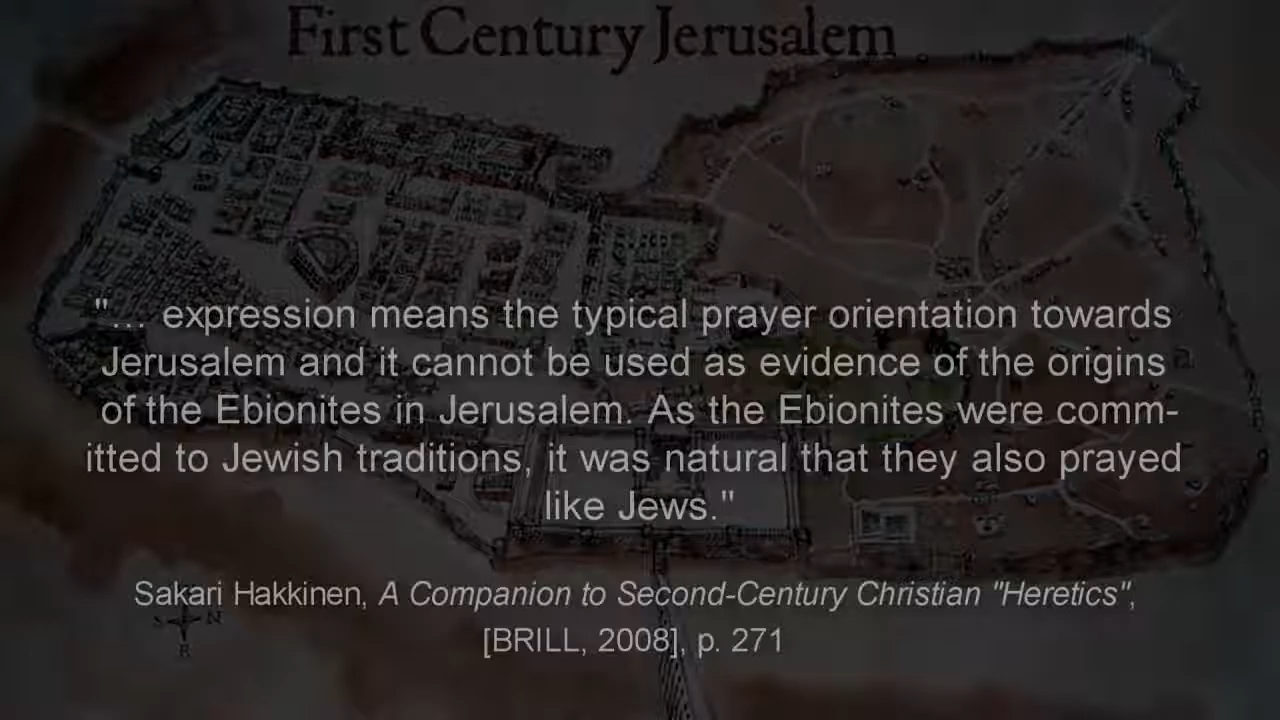 First Century Jerusalem
"... expression means the typical prayer orientation towards
Jerusalem and it cannot be used as evidence of the origins
of the Ebionites in Jerusalem. As the Ebionites were comm-
itted to Jewish traditions, it was natural that they also prayed
like Jews."
Sakari Hakkinen, A Companion to Second-Century Christian "Heretics",
[BRILL, 2008], p. 271
N